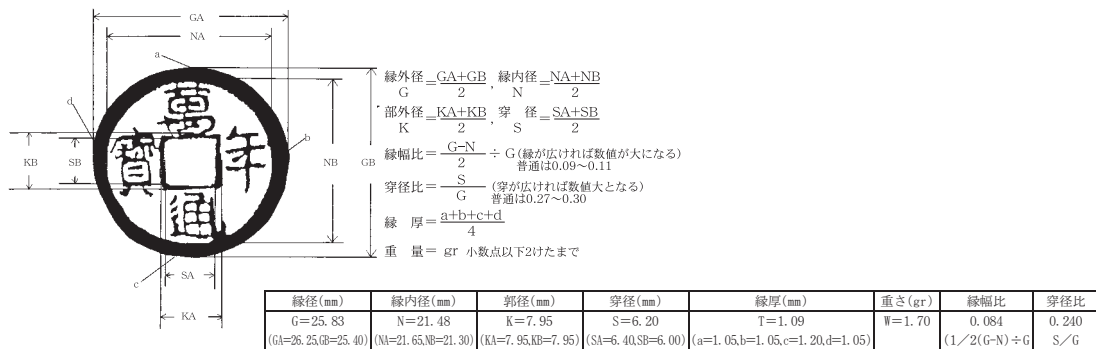 GA
NA
a
d
b
KB
SB
NB
GB
萬年通寶
c
SA
KA
縁外径 G=GA+GB/2, 縁内径 N=NA+NB/2
部外径 K=KA+KB/2, 穿 径 S=SA+SB/2
縁幅比=G-N/2÷G(縁が広ければ数値が大になる)
普通は0.09~0.11
穿径比=S/G (穿が広ければ数値大となる)
普通は0.27~0.30
縁 厚=a+b+c+d/4
重 量= gr 小数点以下2けたまで
縁径(mm) 縁内径(mm) 郭径(mm) 穿径(mm) 縁厚(mm) 重さ(gr) 縁幅比 穿径比
G=25.83 N=21.48 K=7.95 S=6.20 T=1.09 W=1.70 0.084 0.240
(GA=26.25,GB=25.40) (NA=21.65,NB=21.30) (KA=7.95,KB=7.95) (SA=6.40,SB=6.00) (a=1.05,b=1.05,c=1.20,d=1.05) (1/2(G-N)÷G S/G